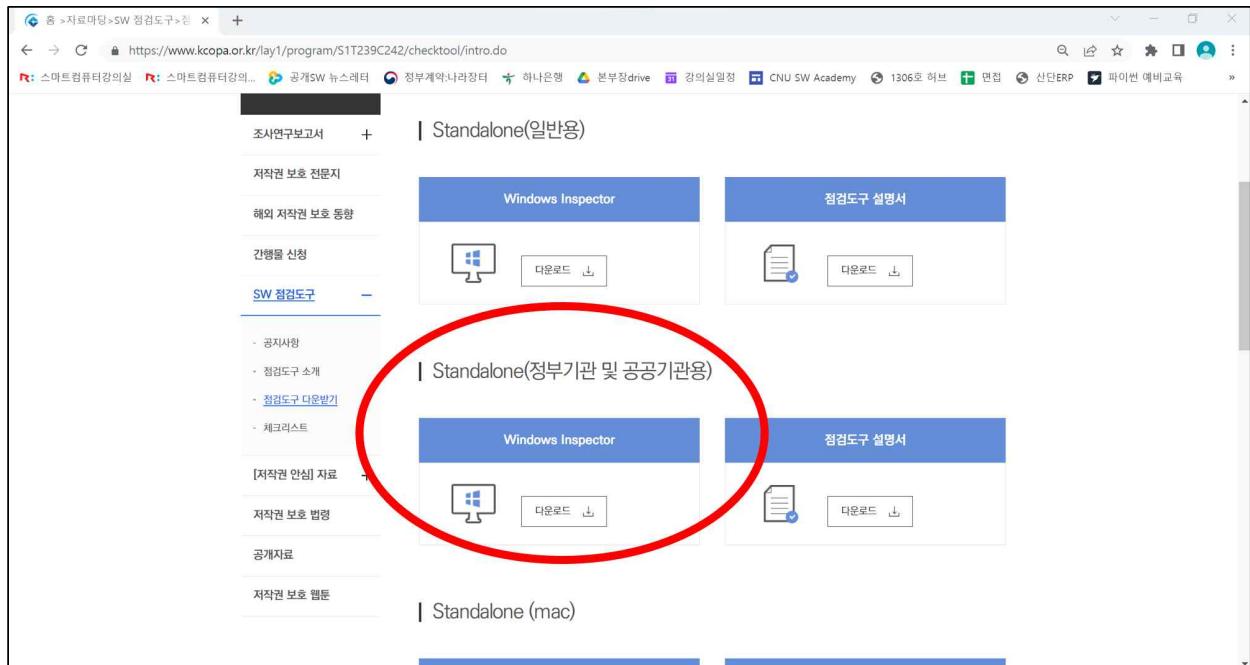 홈 >자료마당>SW 점검도구>점
https://www.kcopa.or.kr/lay1/program/S1T239C242/checktool/intro.do
스마트컴퓨터강의실 스마트컴퓨터강의... 공개SW 뉴스레터 정부계약:나라장터 하나은행 본부장drive 강의실일정 CNU SW Academy 1306호 허브 면접 산단ERP 파이썬 예비교육 »
조사연구보고서 +
저작권 보호 전문지
해외 저작권 보호 동향
간행물 신청
SW 점검도구 −
- 공지사항
- 점검도구 소개
- 점검도구 다운받기
- 체크리스트
[저작권 안심] 자료 +
저작권 보호 법령
공개자료
저작권 보호 웹툰
Standalone(일반용)
Windows Inspector
다운로드
점검도구 설명서
다운로드
Standalone(정부기관 및 공공기관용)
Windows Inspector
다운로드
점검도구 설명서
다운로드
Standalone (mac)